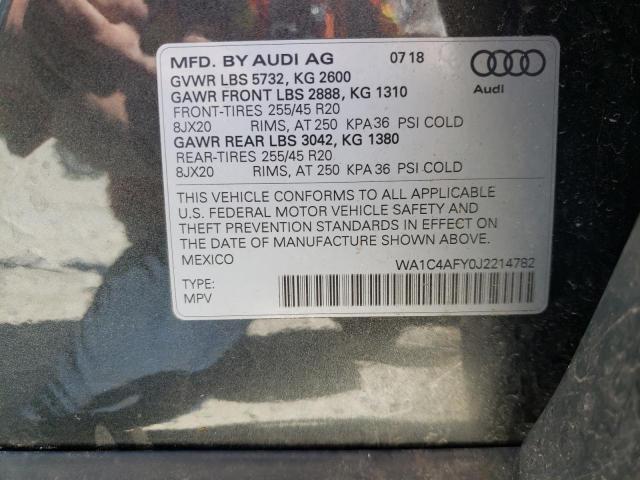 MFD. BY AUDI AG 07 18
GVWR LBS 5732, KG 2600
GAWR FRONT LBS 2888, KG 1310
FRONT-TIRES 255/45 R20
8JX20 RIMS, AT 250 KPA 36 PSI COLD
GAWR REAR LBS 3042, KG 1380
REAR-TIRES 255/45 R20
8JX20 RIMS, AT 250 KPA 36 PSI COLD
Audi
THIS VEHICLE CONFORMS TO ALL APPLICABLE
U.S. FEDERAL MOTOR VEHICLE SAFETY AND
THEFT PREVENTION STANDARDS IN EFFECT ON
THE DATE OF MANUFACTURE SHOWN ABOVE.
MEXICO
WA1C4AFY0J2214782
TYPE:
MPV